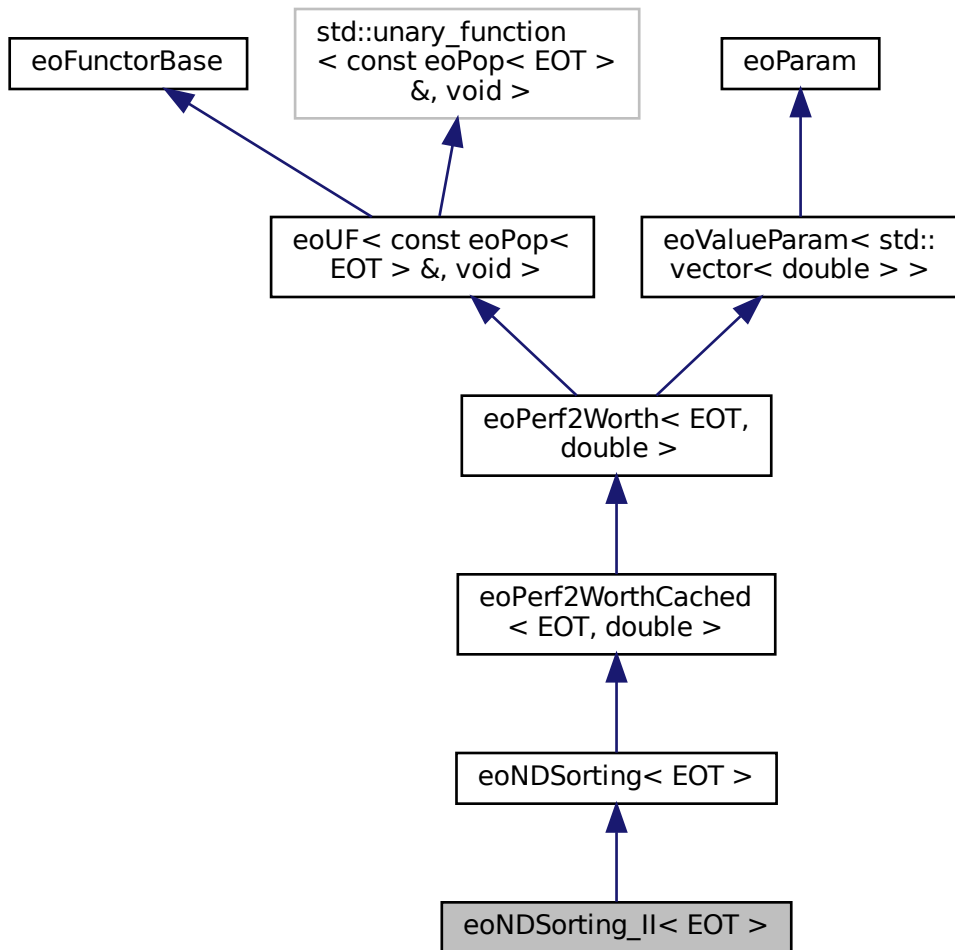 eoFunctorBase
std::unary_function
< const eoPop< EOT >
&, void >
eoParam
eoUF< const eoPop<
EOT > &, void >
eoValueParam< std::
vector< double > >
eoPerf2Worth< EOT,
double >
eoPerf2WorthCached
< EOT, double >
eoNDSorting< EOT >
eoNDSorting_II< EOT >